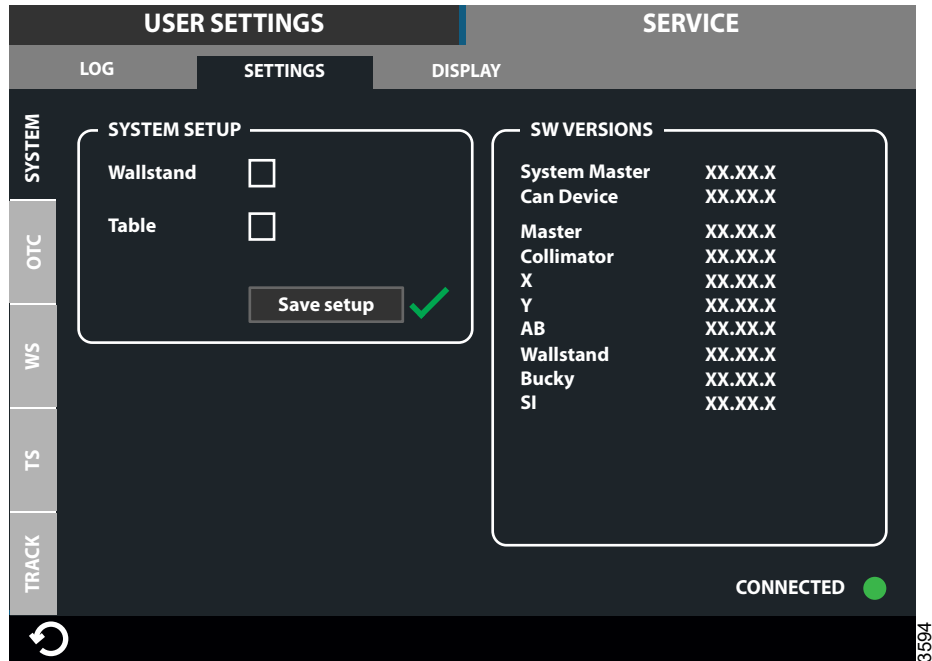 USER SETTINGS SERVICE
LOG SETTINGS DISPLAY
SYSTEM
OTC
WS
TS
TRACK
SYSTEM SETUP
Wallstand
Table
Save setup
SW VERSIONS
System Master XX.XX.X
Can Device XX.XX.X
Master XX.XX.X
Collimator XX.XX.X
X XX.XX.X
Y XX.XX.X
AB XX.XX.X
Wallstand XX.XX.X
Bucky XX.XX.X
SI XX.XX.X
CONNECTED
3594